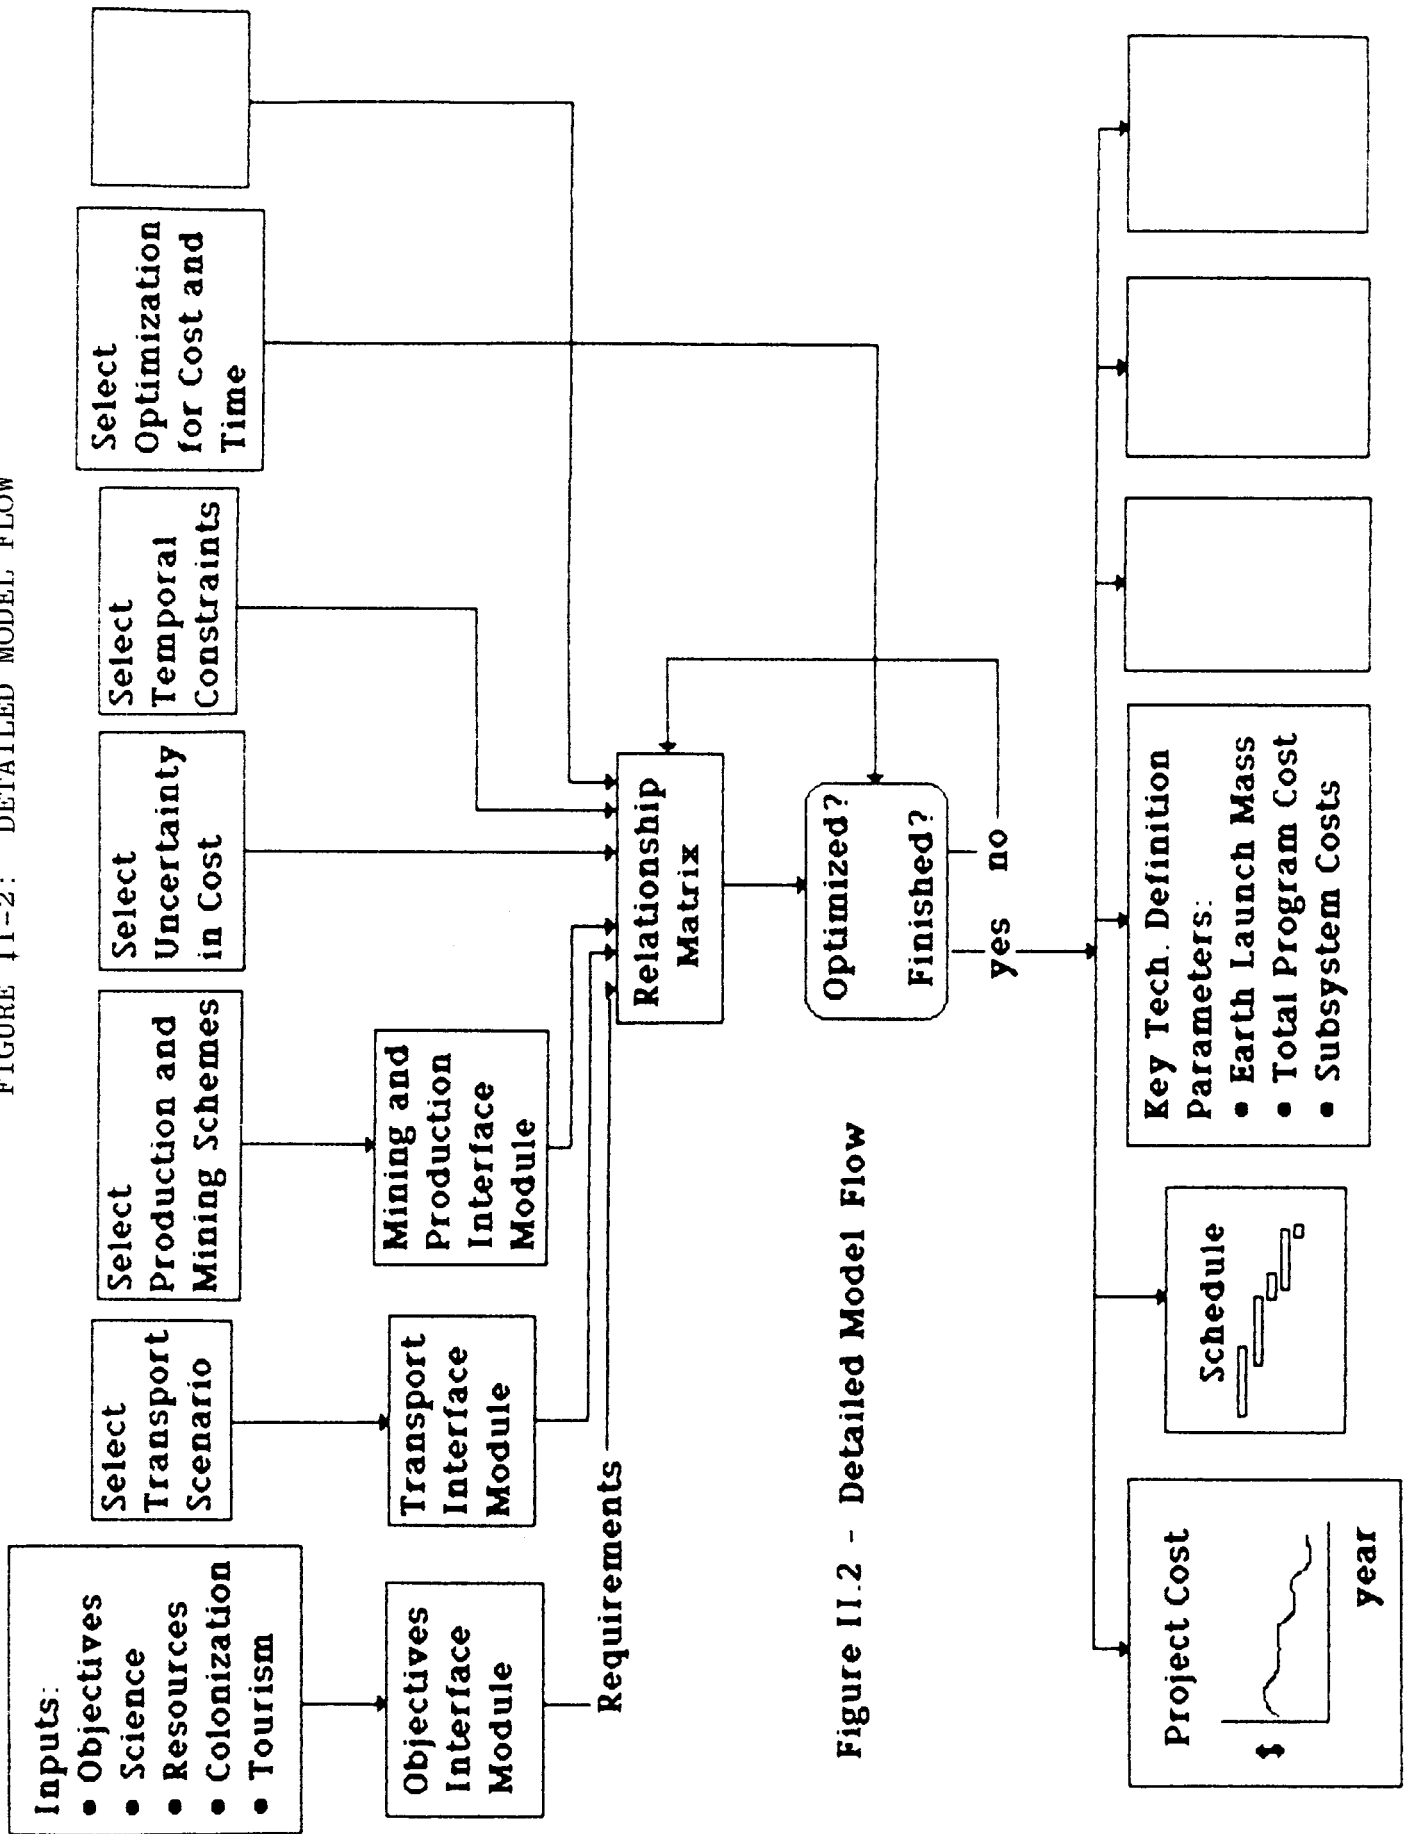 FIGURE II-2: DETAILED MODEL FLOW
Inputs:
• Objectives
• Science
• Resources
• Colonization
• Tourism
Select
Transport
Scenario
Select
Production and
Mining Schemes
Select
Uncertainty
in Cost
Select
Temporal
Constraints
Select
Optimization
for Cost and
Time
Objectives
Interface
Module
Transport
Interface
Module
Mining and
Production
Interface
Module
Requirements
Relationship
Matrix
Optimized?
Finished?
yes no
Figure II.2 - Detailed Model Flow
Project Cost
$
year
Schedule
Key Tech. Definition
Parameters:
• Earth Launch Mass
• Total Program Cost
• Subsystem Costs